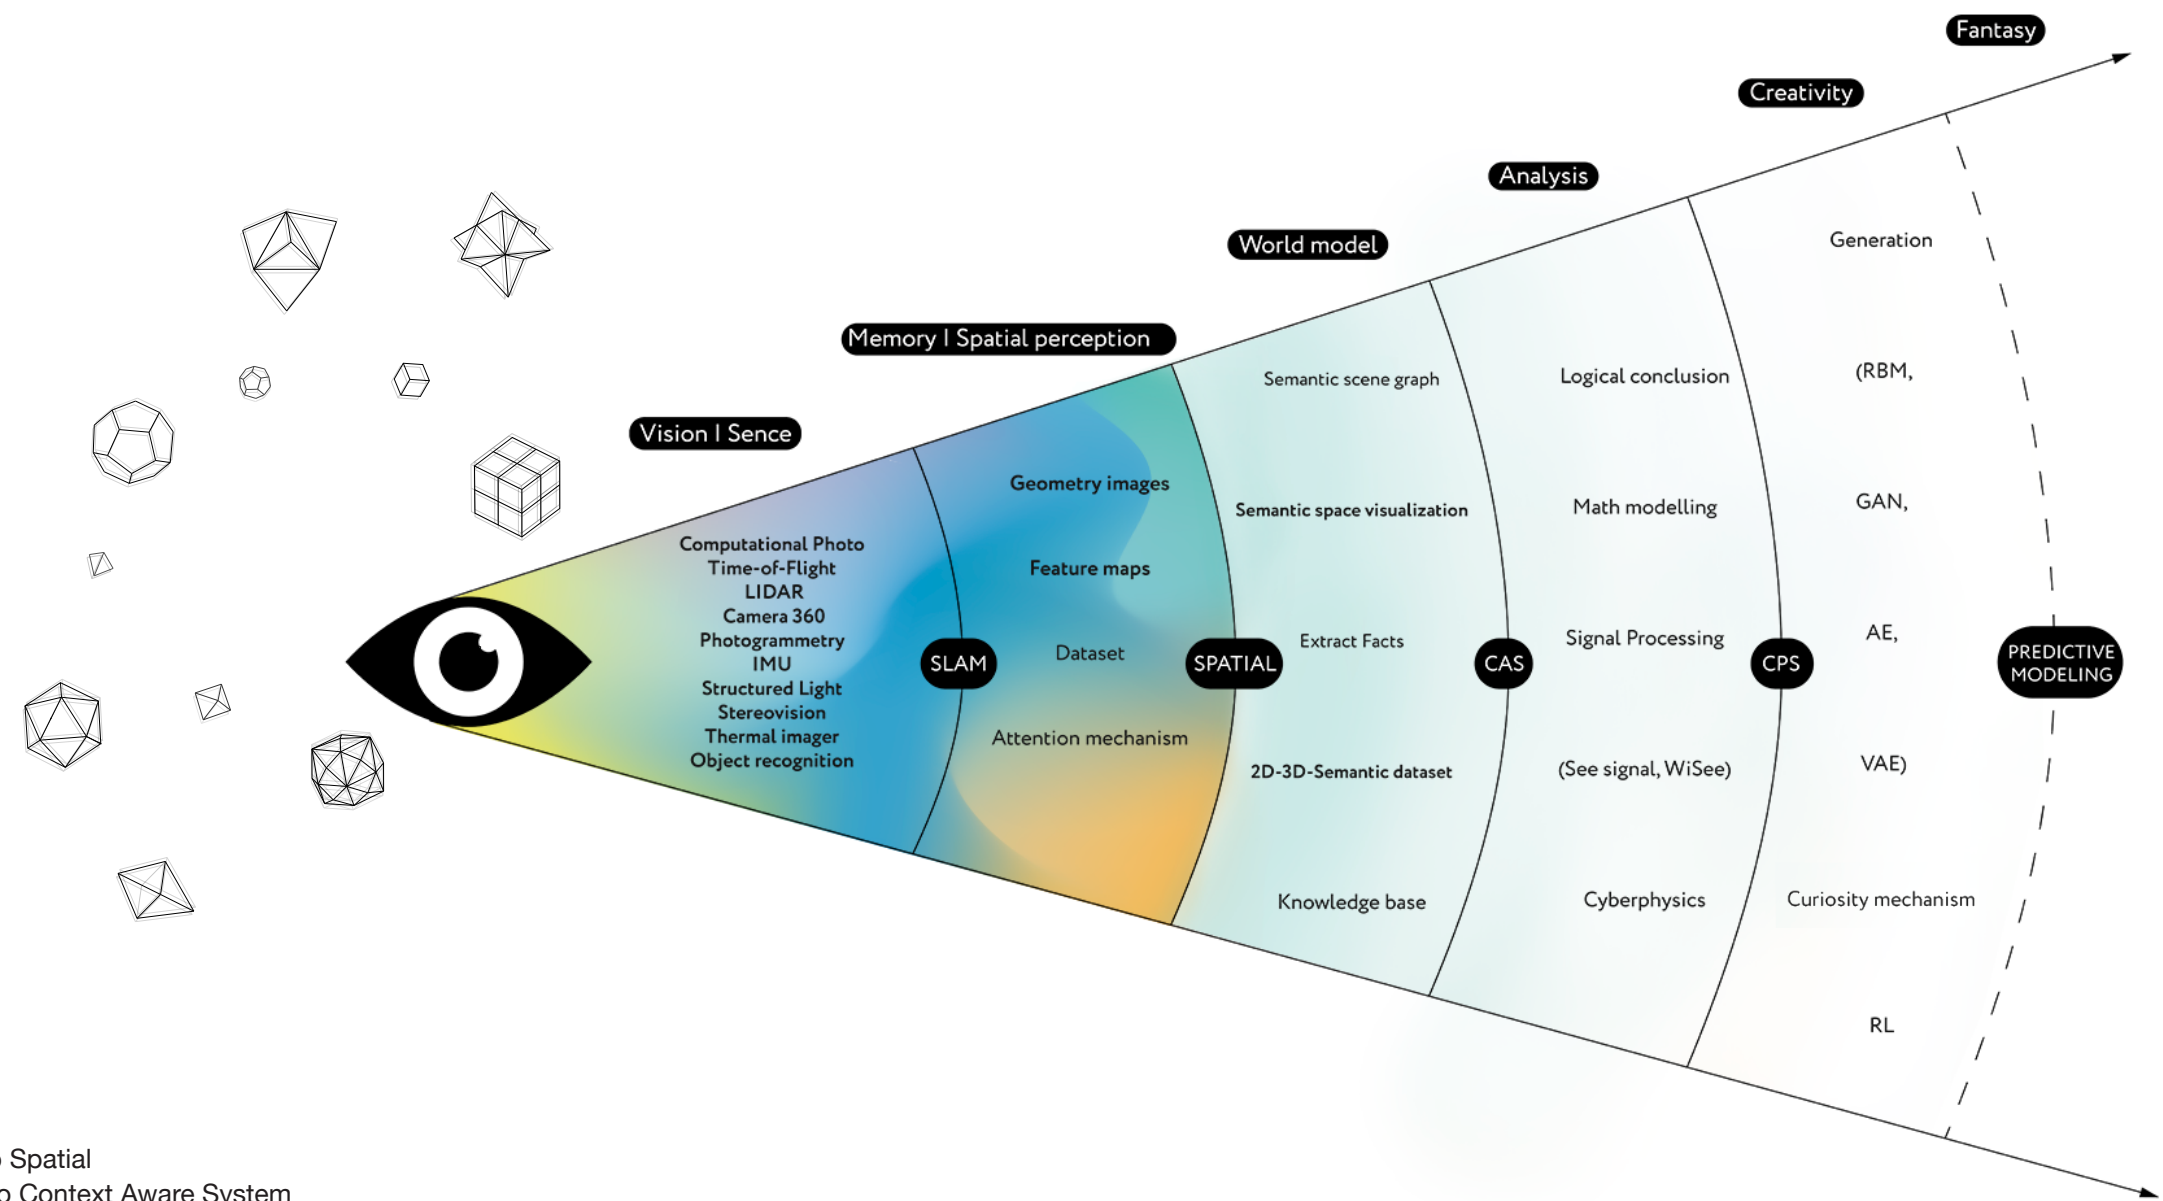 Fantasy
Creativity
Analysis
World model
Memory | Spatial perception
Vision | Sence
Computational Photo
Time-of-Flight
LIDAR
Camera 360
Photogrammetry
IMU
Structured Light
Stereovision
Thermal imager
Object recognition
SLAM
Geometry images
Feature maps
Dataset
Attention mechanism
SPATIAL
Semantic scene graph
Semantic space visualization
Extract Facts
2D-3D-Semantic dataset
Knowledge base
CAS
Logical conclusion
Math modelling
Signal Processing
(See signal, WiSee)
Cyberphysics
CPS
Generation
(RBM,
GAN,
AE,
VAE)
Curiosity mechanism
RL
PREDICTIVE
MODELING
Spatial
Context Aware System